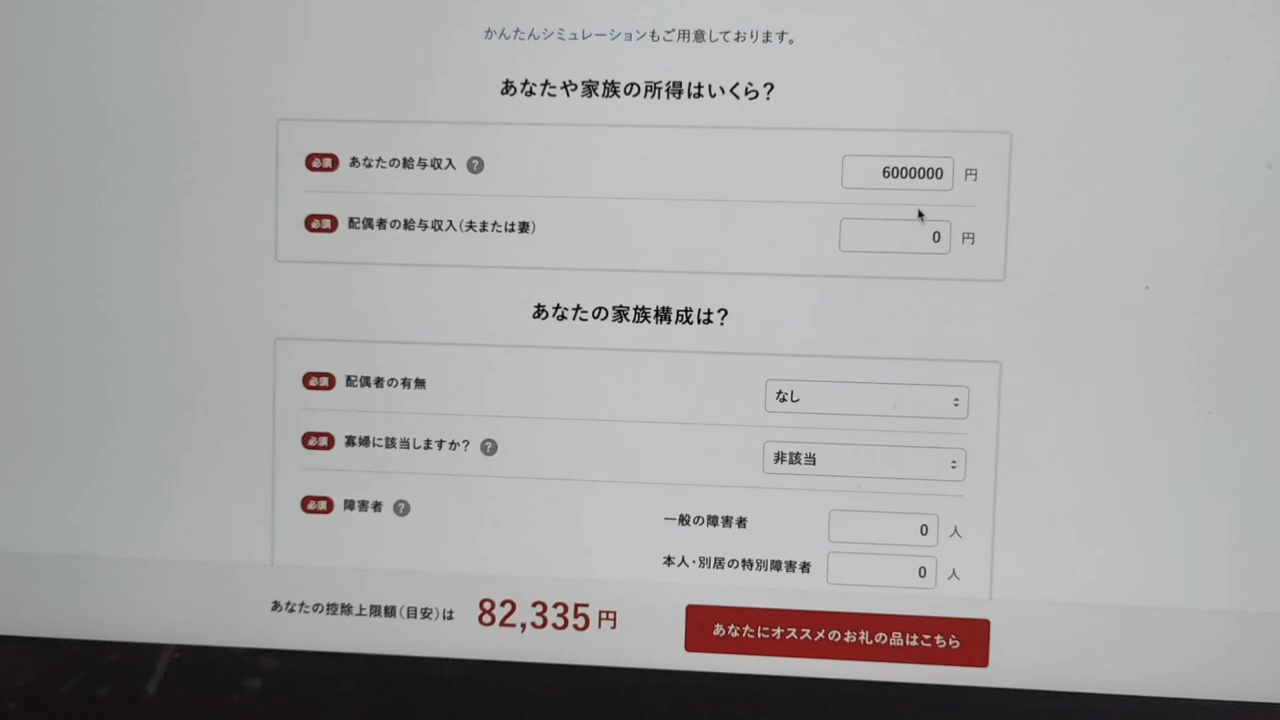 かんたんシミュレーションもご用意しております。
あなたや家族の所得はいくら?
必須 あなたの給与収入 ? 6000000 円
必須 配偶者の給与収入(夫または妻) 0 円
あなたの家族構成は?
必須 配偶者の有無 なし
必須 寡婦に該当しますか? ? 非該当
必須 障害者 ? 一般の障害者 0 人
本人・別居の特別障害者 0 人
あなたの控除上限額(目安)は 82,335 円 あなたにオススメのお礼の品はこちら